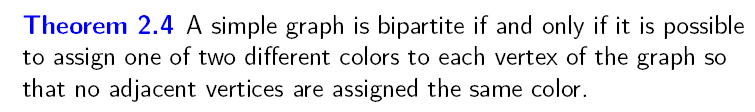 Theorem 2.4 A simple graph is bipartite if and only if it is possible
to assign one of two different colors to each vertex of the graph so
that no adjacent vertices are assigned the same color.